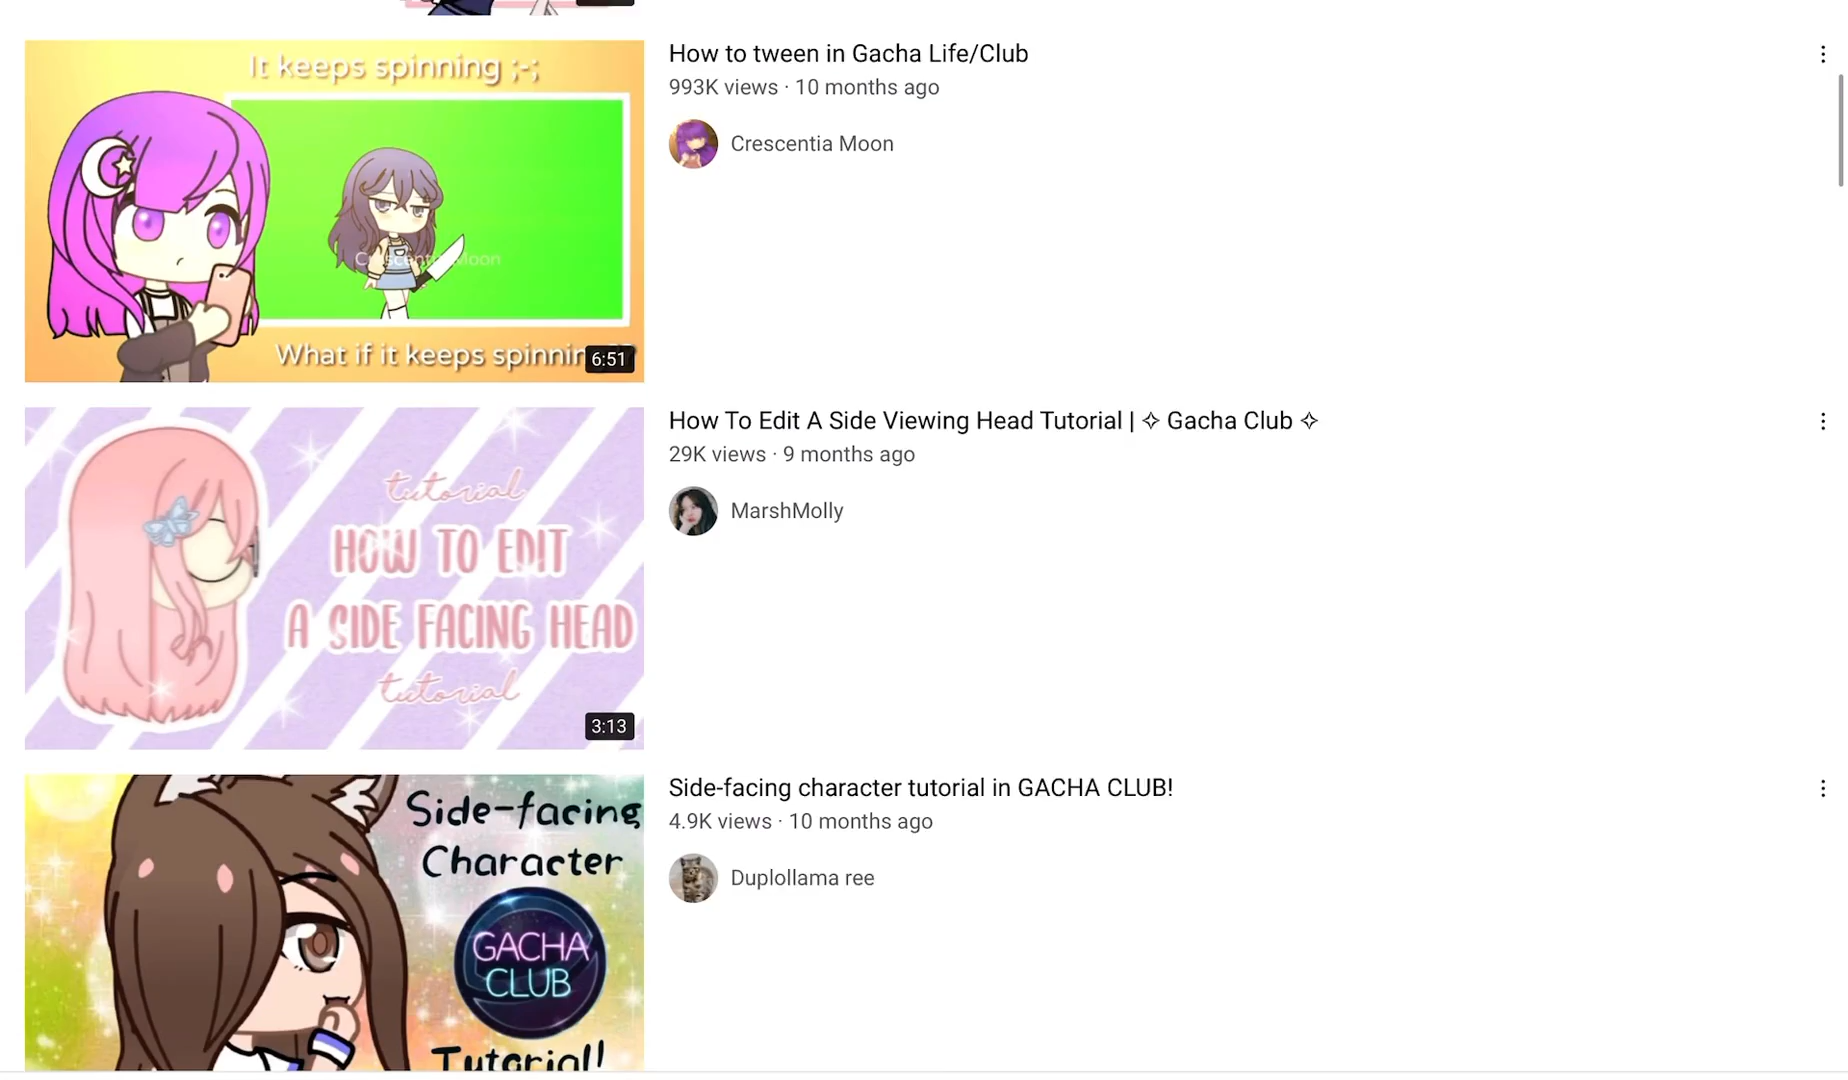 It keeps spinning ;-;
Crescentia Moon
What if it keeps spinnin
6:51
How to tween in Gacha Life/Club
993K views · 10 months ago
Crescentia Moon
tutorial
HOW TO EDIT
A SIDE FACING HEAD
tutorial
3:13
How To Edit A Side Viewing Head Tutorial | ✧ Gacha Club ✧
29K views · 9 months ago
MarshMolly
Side-facing
Character
GACHA
CLUB
Tutorial!
Side-facing character tutorial in GACHA CLUB!
4.9K views · 10 months ago
Duplollama ree